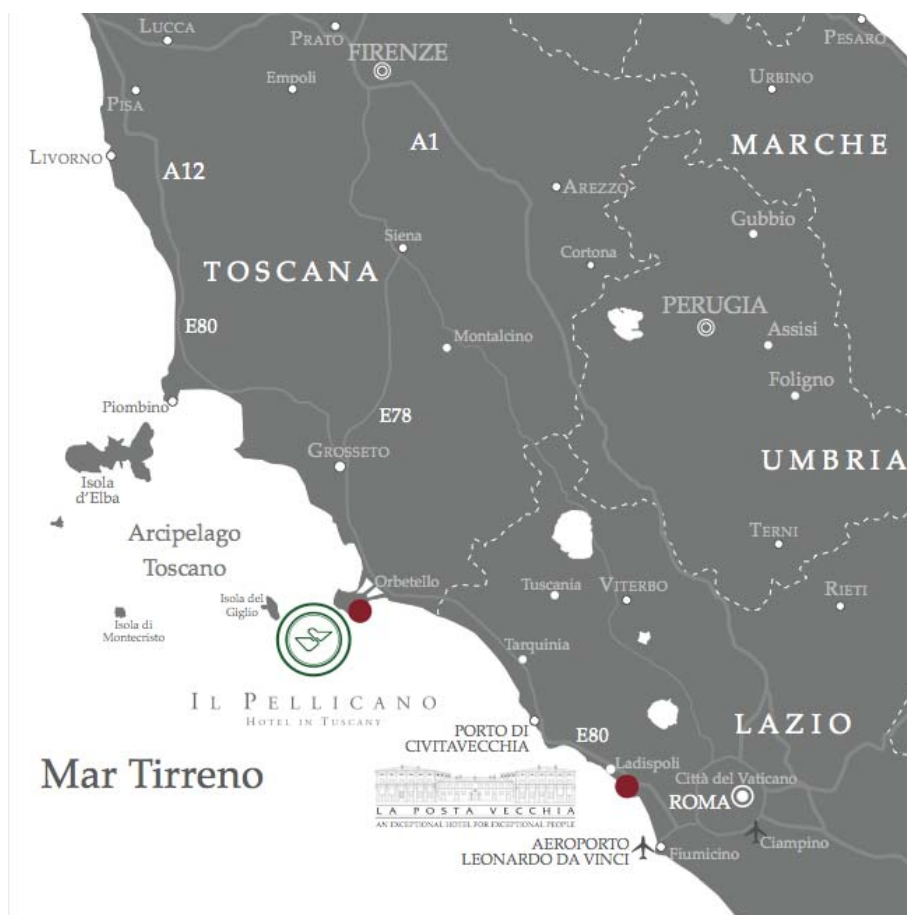 LUCCA
PRATO
PESARO
FIRENZE
Empoli
URBINO
PISA
A1
MARCHE
LIVORNO
A12
AREZZO
Gubbio
Siena
Cortona
TOSCANA
PERUGIA
E80
Montalcino
Assisi
Foligno
Piombino
E78
GROSSETO
UMBRIA
Isola
d'Elba
Arcipelago
Toscano
TERNI
Orbetello
Tuscania
VITERBO
RIETI
Isola del
Giglio
Isola di
Montecristo
Tarquinia
IL PELLICANO
HOTEL IN TUSCANY
LAZIO
PORTO DI
CIVITAVECCHIA
E80
Mar Tirreno
Ladispoli
Città del Vaticano
ROMA
LA POSTA VECCHIA
AN EXCEPTIONAL HOTEL FOR EXCEPTIONAL PEOPLE
AEROPORTO
LEONARDO DA VINCI
Fiumicino
Ciampino